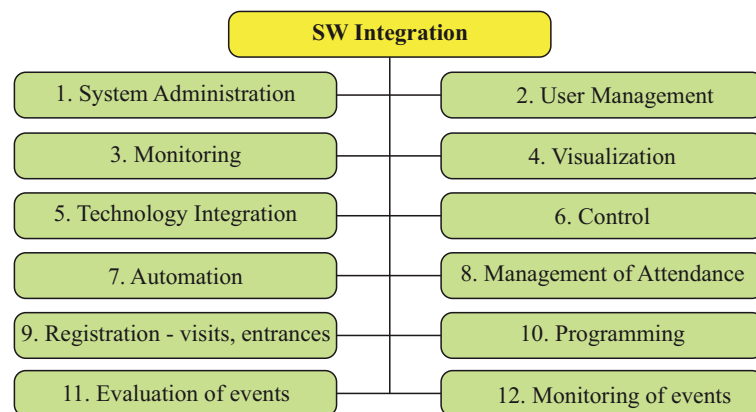 SW Integration
1. System Administration
2. User Management
3. Monitoring
4. Visualization
5. Technology Integration
6. Control
7. Automation
8. Management of Attendance
9. Registration - visits, entrances
10. Programming
11. Evaluation of events
12. Monitoring of events